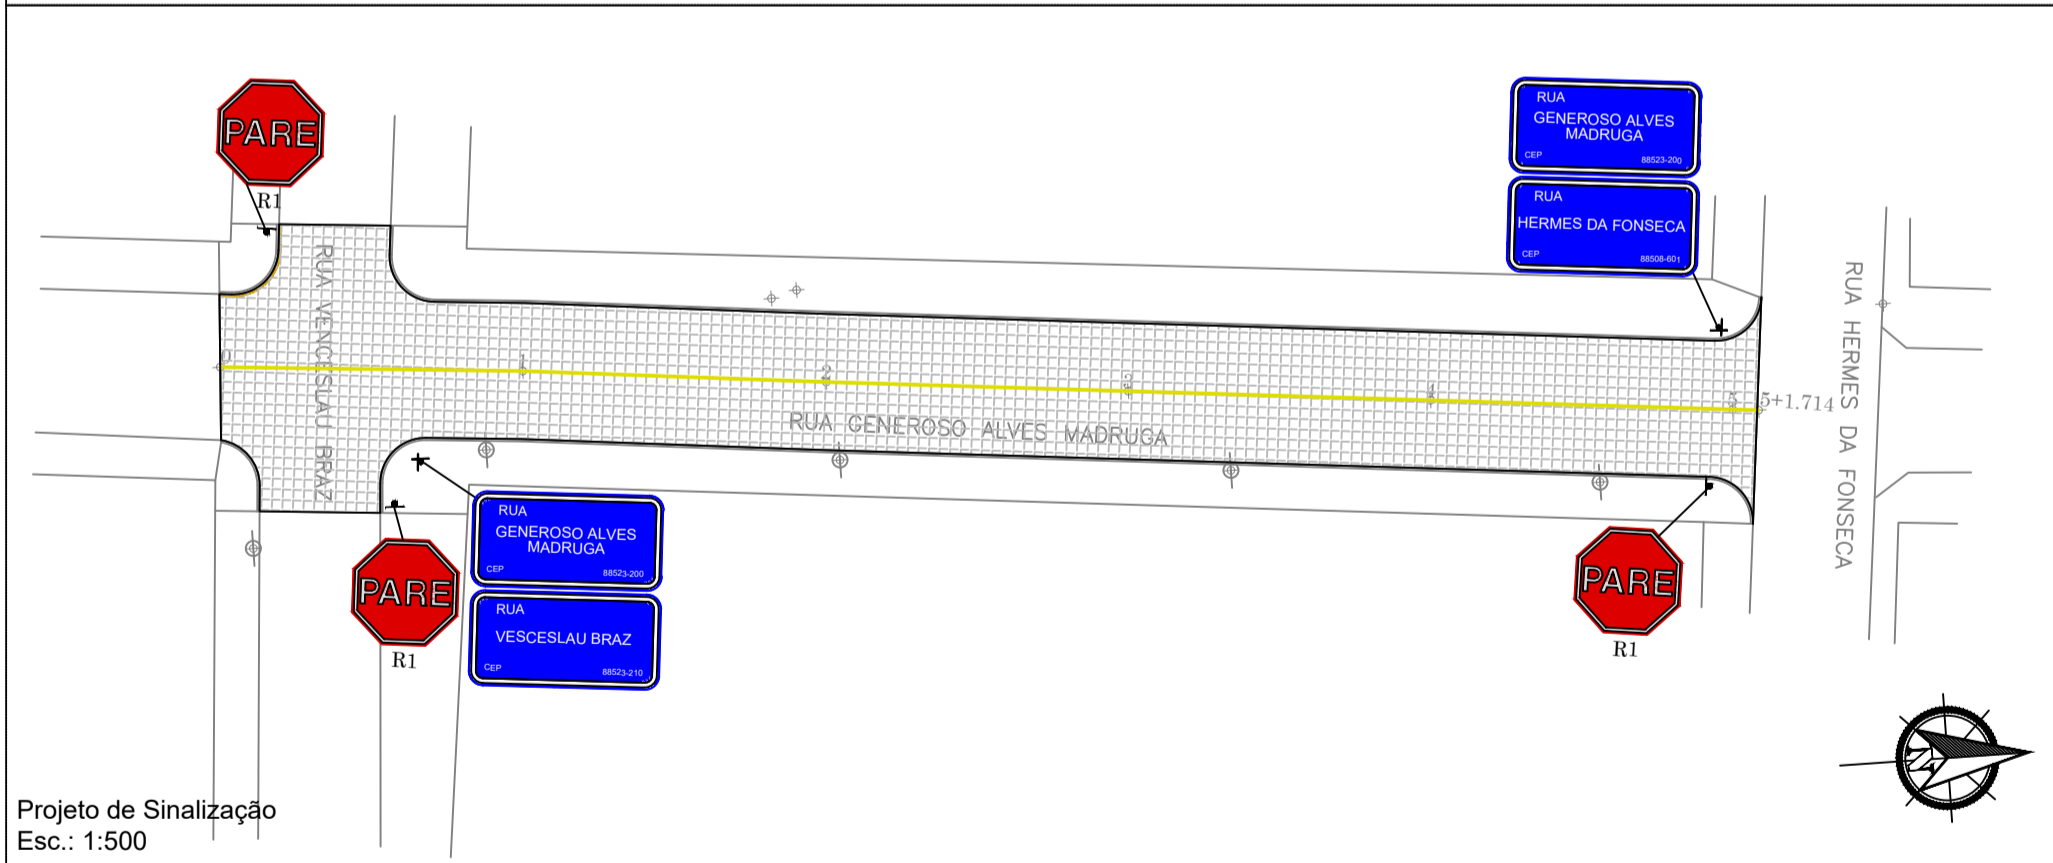 PARE
R1
RUA
GENEROSO ALVES
MADRUGA
CEP
88523-200
RUA
HERMES DA FONSECA
CEP
88508-601
RUA VENCESLAU BRAZ
RUA HERMES DA FONSECA
0
1
2
3
4
5
5+1.714
RUA GENEROSO ALVES MADRUGA
RUA
GENEROSO ALVES
MADRUGA
CEP
88523-200
RUA
VESCESLAU BRAZ
CEP
88523-210
PARE
R1
PARE
R1
N
Projeto de Sinalização
Esc.: 1:500